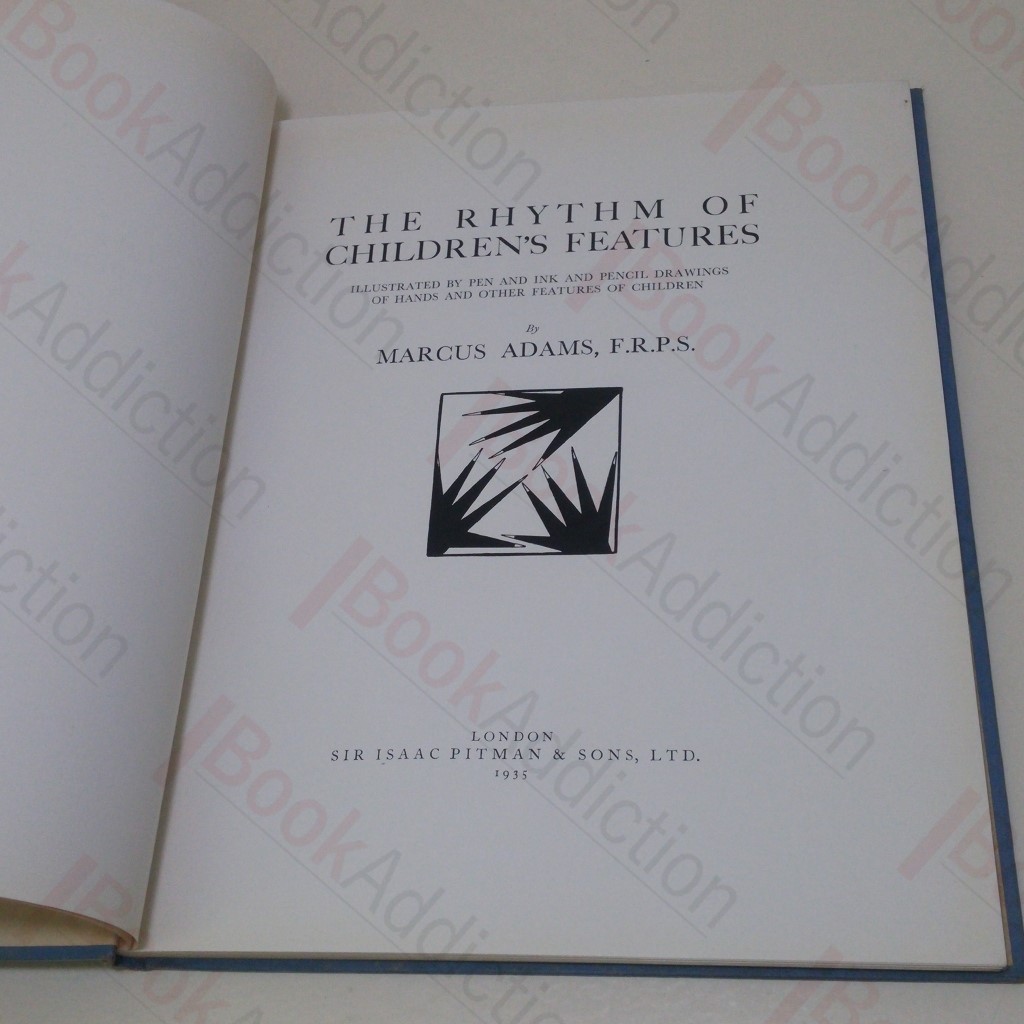 THE RHYTHM OF
CHILDREN'S FEATURES
ILLUSTRATED BY PEN AND INK AND PENCIL DRAWINGS
OF HANDS AND OTHER FEATURES OF CHILDREN
By
MARCUS ADAMS, F.R.P.S.
LONDON
SIR ISAAC PITMAN & SONS, LTD.
1935
BookAddiction